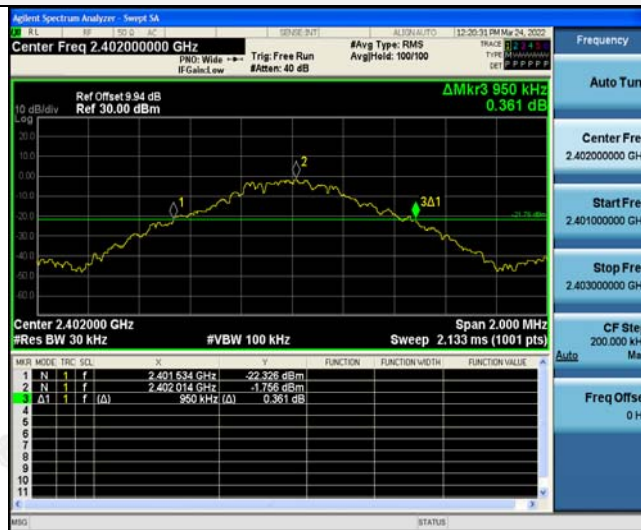 Agilent Spectrum Analyzer - Swept SA
RL RF 50 Ω AC SENSE:INT ALIGNAUTO 12:20:31 PM Mar 24, 2022
Center Freq 2.402000000 GHz
PNO: Wide
IFGain:Low
Trig: Free Run
#Atten: 40 dB
#Avg Type: RMS
Avg|Hold: 100/100
TRACE 1 2 3 4 5 6
TYPE
DET P P P P P P
Ref Offset 9.94 dB
Ref 30.00 dBm
10 dB/div
Log
ΔMkr3 950 kHz
0.361 dB
20.0
10.0
0.00
-10.0
-20.0
-30.0
-40.0
-50.0
-60.0
1
2
3Δ1
Center 2.402000 GHz
#Res BW 30 kHz
#VBW 100 kHz
Span 2.000 MHz
Sweep 2.133 ms (1001 pts)
MKR MODE TRC SCL X Y FUNCTION FUNCTION WIDTH FUNCTION VALUE
1 N 1 f 2.401 534 GHz -22.326 dBm
2 N 1 f 2.402 014 GHz -1.756 dBm
3 Δ1 1 f (Δ) 950 kHz (Δ) 0.361 dB
4
5
6
7
8
9
10
11
MSG STATUS
Frequency
Auto Tun
Center Fre
2.402000000 GH
Start Fre
2.401000000 GH
Stop Fre
2.403000000 GH
CF Ste
200.000 kH
Auto Ma
Freq Offse
0 H